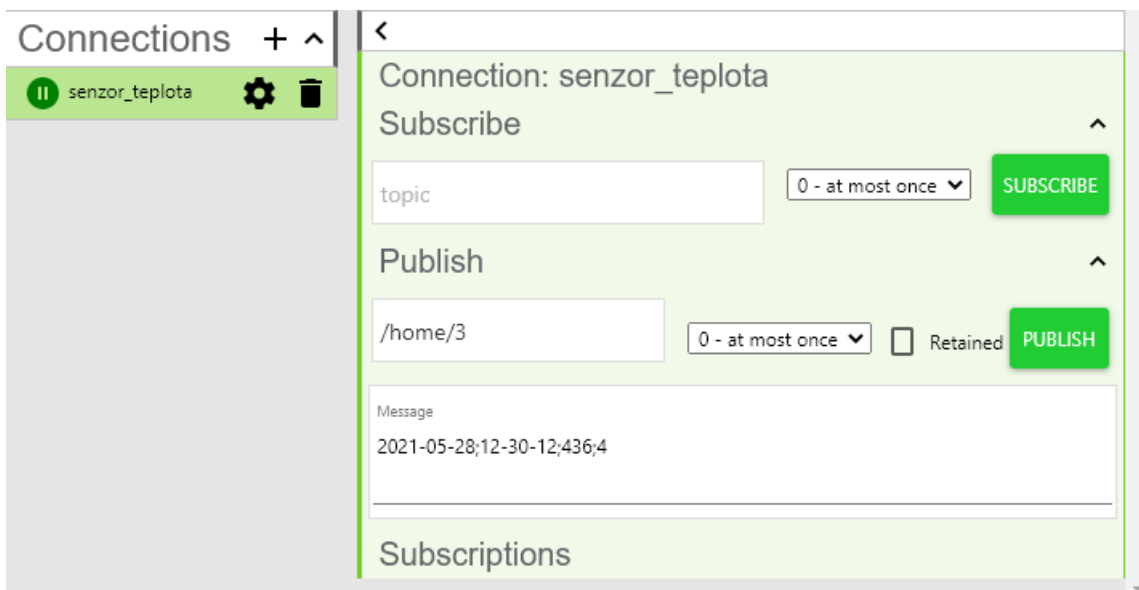 Connections
senzor_teplota
Connection: senzor_teplota
Subscribe
topic
0 - at most once
SUBSCRIBE
Publish
/home/3
0 - at most once
Retained
PUBLISH
Message
2021-05-28;12-30-12;436;4
Subscriptions